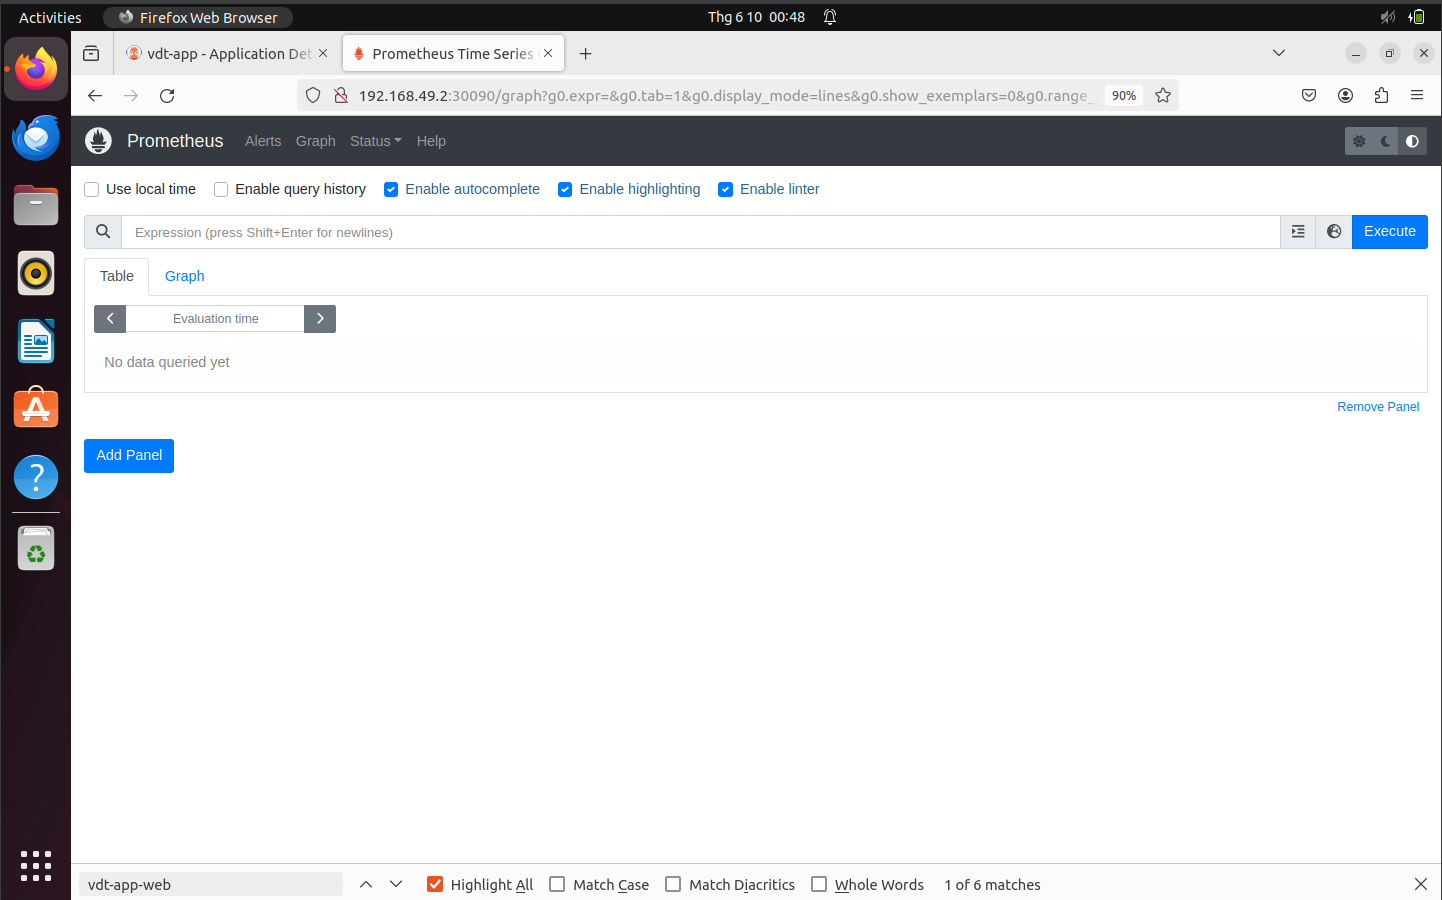 Activities
Firefox Web Browser
Thg 6 10 00:48
vdt-app - Application Det
Prometheus Time Series
192.168.49.2:30090/graph?g0.expr=&g0.tab=1&g0.display_mode=lines&g0.show_exemplars=0&g0.range_
90%
Prometheus
Alerts
Graph
Status
Help
Use local time
Enable query history
Enable autocomplete
Enable highlighting
Enable linter
Expression (press Shift+Enter for newlines)
Execute
Table
Graph
Evaluation time
No data queried yet
Remove Panel
Add Panel
vdt-app-web
Highlight All
Match Case
Match Diacritics
Whole Words
1 of 6 matches